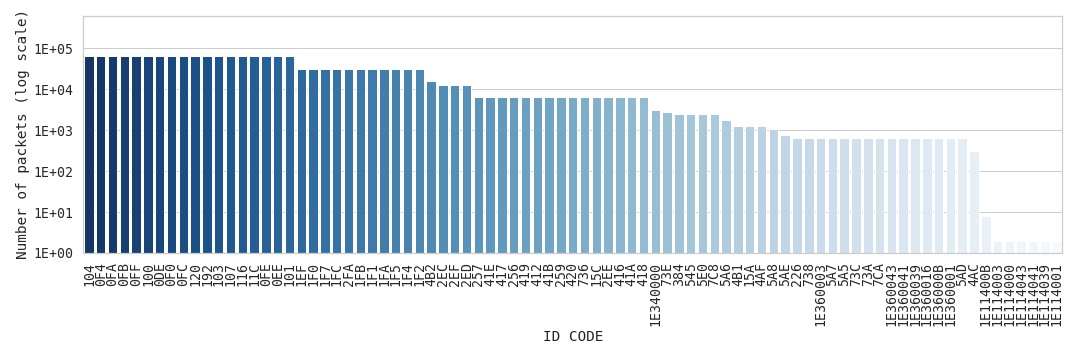 Number of packets (log scale)
1E+05
1E+04
1E+03
1E+02
1E+01
1E+00
104
0F4
0FA
0FB
0FF
100
0DE
0F0
0FC
120
192
103
107
116
11C
0FE
0EE
101
1EF
1F0
1F7
1FC
2FA
1FB
1F1
1FA
1F5
1F4
1F2
4B2
2EC
2EF
2ED
257
41E
417
256
419
412
41B
259
420
736
15C
2EE
416
41A
418
1E340000
73E
384
545
5E0
7C8
5A6
4B1
15A
4AF
5A8
5AE
226
738
1E360003
5A7
5A5
73C
73A
7CA
1E360043
1E360041
1E360039
1E360010
1E36000B
1E360001
5AD
4AC
1E11400B
1E114003
1E114000
1E114043
1E114041
1E114039
1E114001
ID CODE